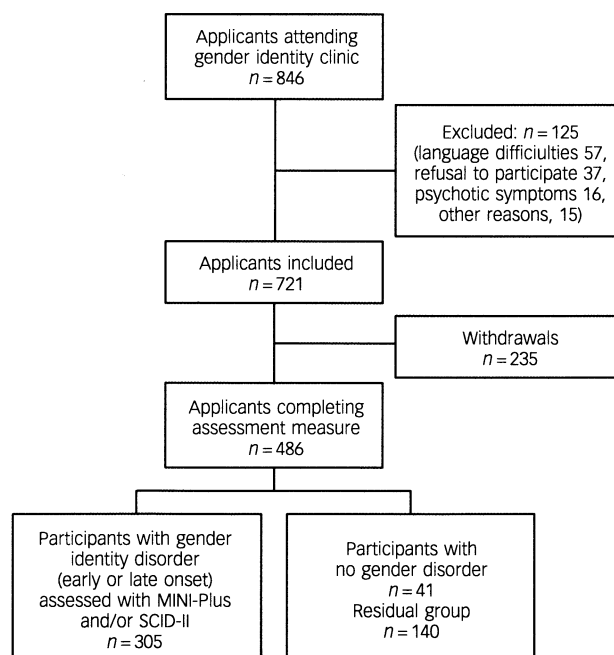 Applicants attending
gender identity clinic
n = 846
Excluded: n = 125
(language difficiulties 57,
refusal to participate 37,
psychotic symptoms 16,
other reasons, 15)
Applicants included
n = 721
Withdrawals
n = 235
Applicants completing
assessment measure
n = 486
Participants with gender
identity disorder
(early or late onset)
assessed with MINI-Plus
and/or SCID-II
n = 305
Participants with
no gender disorder
n = 41
Residual group
n = 140